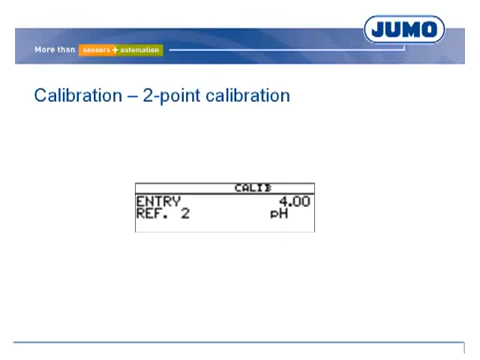 JUMO
More than sensors + automation
Calibration – 2-point calibration
CALIB
ENTRY 4.00
REF. 2 pH